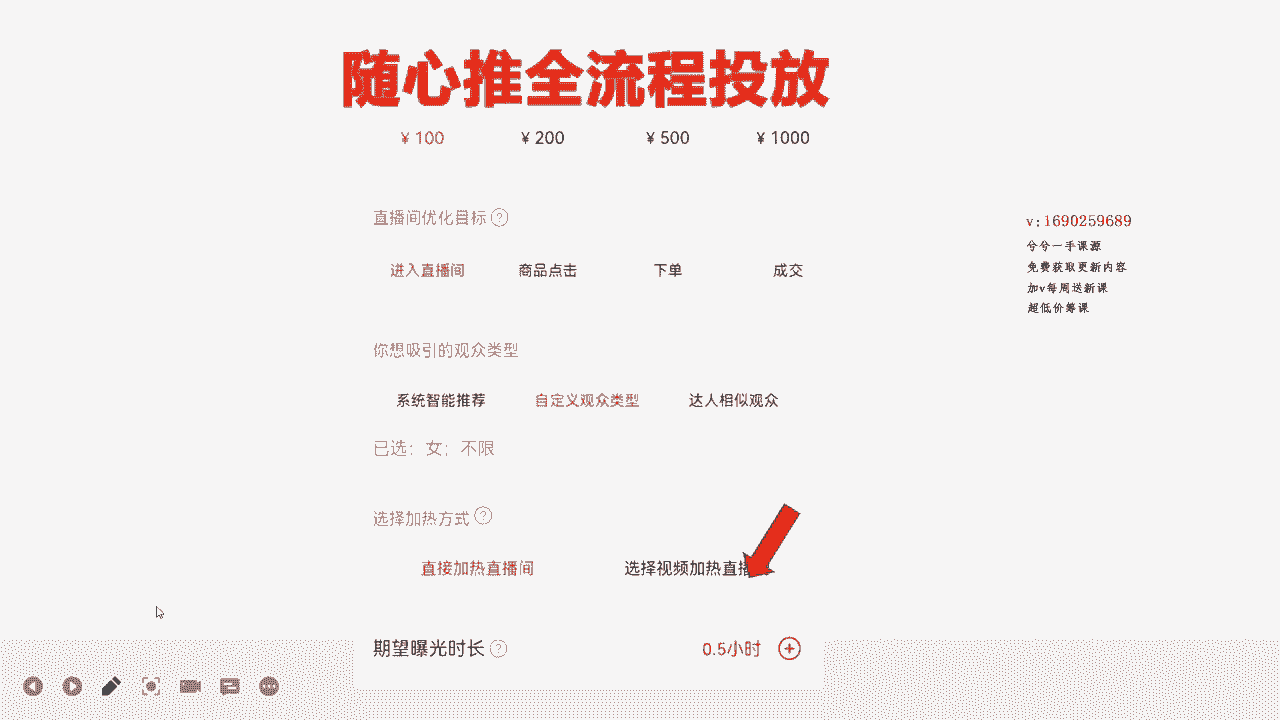 随心推全流程投放
¥ 100 ¥ 200 ¥ 500 ¥ 1000
直播间优化目标 ?
进入直播间 商品点击 下单 成交
你想吸引的观众类型
系统智能推荐 自定义观众类型 达人相似观众
已选：女；不限
选择加热方式 ?
直接加热直播间 选择视频加热直播
期望曝光时长 ? 0.5小时
v:1690259689
兮兮一手课源
免费获取更新内容
加v每周送新课
超低价筹课